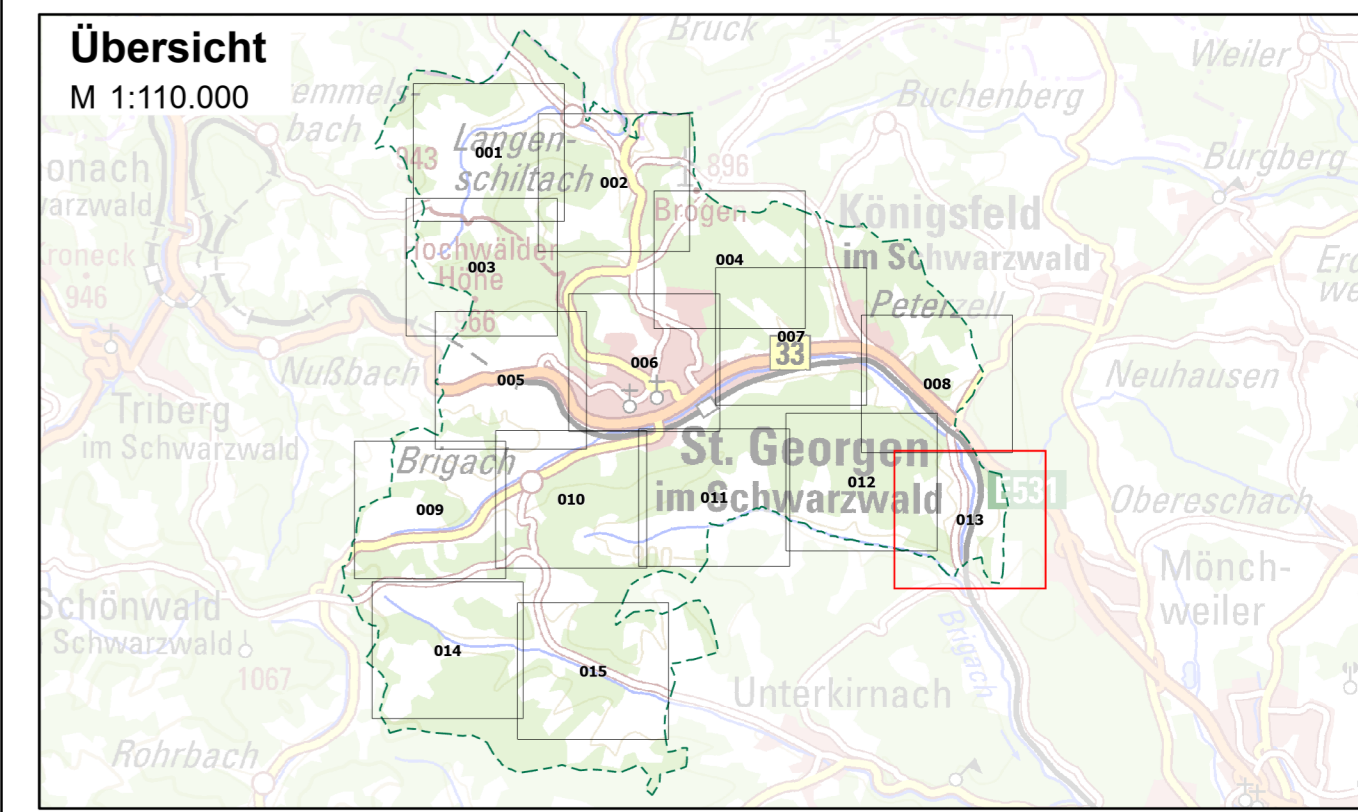 Übersicht
M 1:110.000
Bruck
Weiler
emmels-
bach
Buchenberg
Langen-
schiltach
001
002
943
896
Burgberg
onach
Brogen
Königsfeld
im Schwarzwald
004
Hochwälder
Höhe
003
966
946
Peterzell
007
33
006
Nußbach
005
008
Neuhausen
Triberg
im Schwarzwald
St. Georgen
im Schwarzwald
Brigach
009
010
011
012
013
E531
Obereschach
900
Mönch-
weiler
Schönwald
Schwarzwald
1067
014
015
Brigach
Unterkirnach
Rohrbach